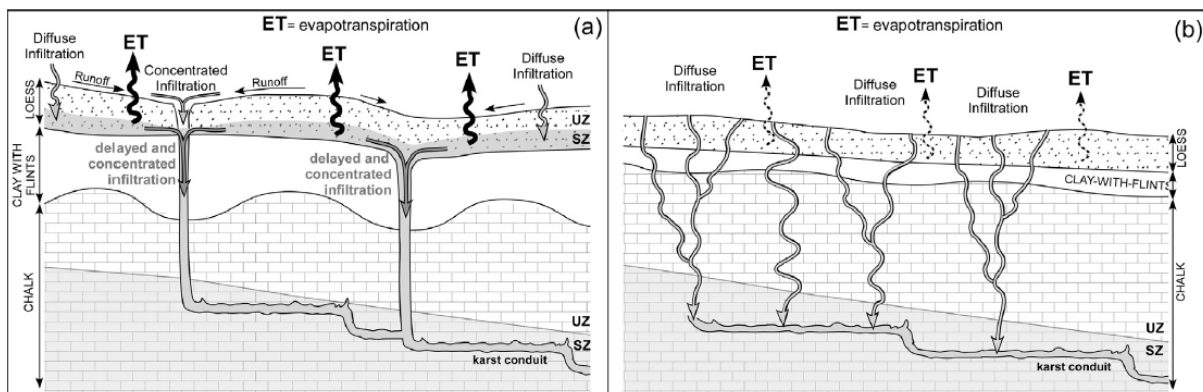 ET= evapotranspiration
(a)
Diffuse
Infiltration
ET
Concentrated
Infiltration
ET
ET
Diffuse
Infiltration
Runoff
Runoff
LOESS
UZ
SZ
delayed and
concentrated
infiltration
delayed and
concentrated
infiltration
CLAY WITH
FLINTS
CHALK
UZ
SZ
karst conduit
ET= evapotranspiration
(b)
Diffuse
Infiltration
ET
Diffuse
Infiltration
ET
Diffuse
Infiltration
ET
LOESS
CLAY-WITH-FLINTS
CHALK
UZ
SZ
karst conduit